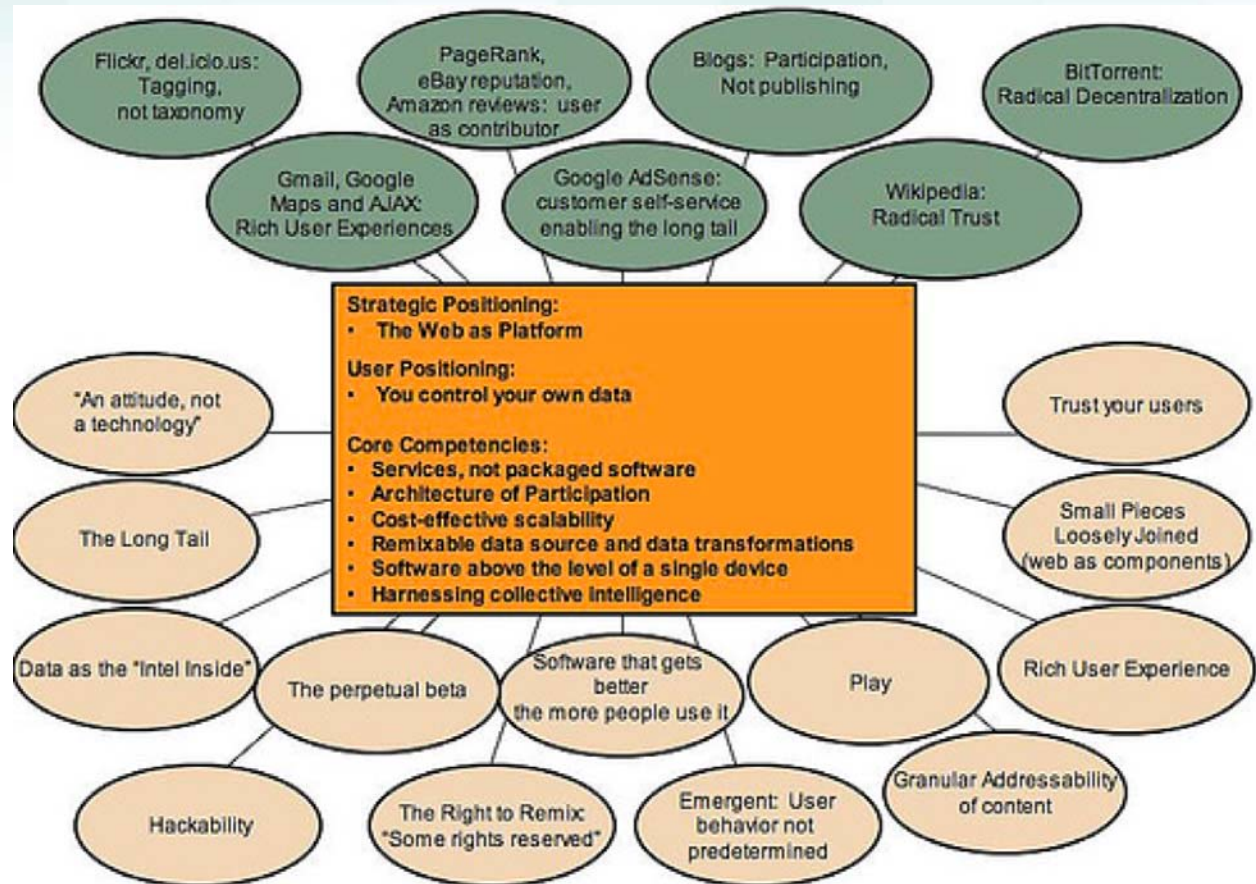 Flickr, del.icio.us:
Tagging,
not taxonomy
PageRank,
eBay reputation,
Amazon reviews: user
as contributor
Blogs: Participation,
Not publishing
BitTorrent:
Radical Decentralization
Gmail, Google
Maps and AJAX:
Rich User Experiences
Google AdSense:
customer self-service
enabling the long tail
Wikipedia:
Radical Trust
Strategic Positioning:
• The Web as Platform
User Positioning:
• You control your own data
Core Competencies:
• Services, not packaged software
• Architecture of Participation
• Cost-effective scalability
• Remixable data source and data transformations
• Software above the level of a single device
• Harnessing collective intelligence
"An attitude, not
a technology"
Trust your users
The Long Tail
Small Pieces
Loosely Joined
(web as components)
Data as the "Intel Inside"
The perpetual beta
Software that gets
better
the more people use it
Play
Rich User Experience
Hackability
The Right to Remix:
"Some rights reserved"
Emergent: User
behavior not
predetermined
Granular Addressability
of content